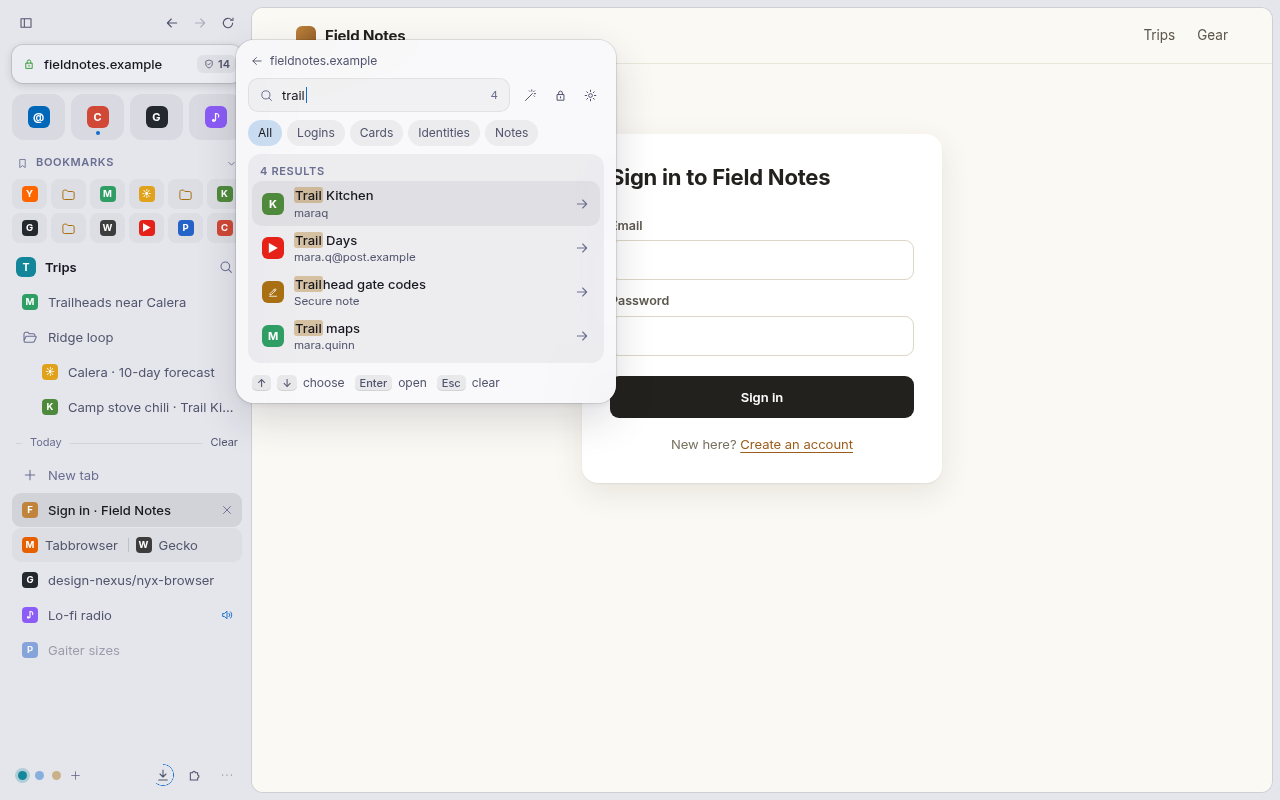 fieldnotes.example
14
@
C
G
BOOKMARKS
Y
M
K
G
W
P
C
T Trips
M Trailheads near Calera
Ridge loop
Calera · 10-day forecast
K Camp stove chili · Trail Ki...
Today
Clear
New tab
F Sign in · Field Notes
M Tabbrowser
W Gecko
G design-nexus/nyx-browser
Lo-fi radio
P Gaiter sizes
fieldnotes.example
trail
4
All
Logins
Cards
Identities
Notes
4 RESULTS
K Trail Kitchen
maraq
Trail Days
mara.q@post.example
Trailhead gate codes
Secure note
M Trail maps
mara.quinn
choose
Enter open
Esc clear
Field Notes
Trips
Gear
Sign in to Field Notes
Email
Password
Sign in
New here? Create an account